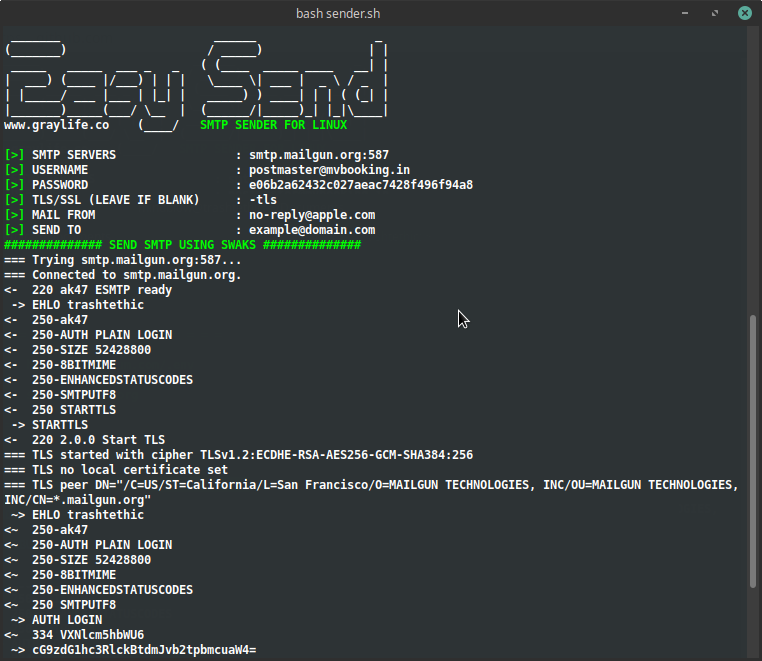 bash sender.sh
Easy Send
www.graylife.co SMTP SENDER FOR LINUX
[>] SMTP SERVERS : smtp.mailgun.org:587
[>] USERNAME : postmaster@mvbooking.in
[>] PASSWORD : e06b2a62432c027aeac7428f496f94a8
[>] TLS/SSL (LEAVE IF BLANK) : -tls
[>] MAIL FROM : no-reply@apple.com
[>] SEND TO : example@domain.com
############## SEND SMTP USING SWAKS ##############
=== Trying smtp.mailgun.org:587...
=== Connected to smtp.mailgun.org.
<-  220 ak47 ESMTP ready
 -> EHLO trashtethic
<-  250-ak47
<-  250-AUTH PLAIN LOGIN
<-  250-SIZE 52428800
<-  250-8BITMIME
<-  250-ENHANCEDSTATUSCODES
<-  250-SMTPUTF8
<-  250 STARTTLS
 -> STARTTLS
<-  220 2.0.0 Start TLS
=== TLS started with cipher TLSv1.2:ECDHE-RSA-AES256-GCM-SHA384:256
=== TLS no local certificate set
=== TLS peer DN="/C=US/ST=California/L=San Francisco/O=MAILGUN TECHNOLOGIES, INC/OU=MAILGUN TECHNOLOGIES,
INC/CN=*.mailgun.org"
 ~> EHLO trashtethic
<~  250-ak47
<~  250-AUTH PLAIN LOGIN
<~  250-SIZE 52428800
<~  250-8BITMIME
<~  250-ENHANCEDSTATUSCODES
<~  250 SMTPUTF8
 ~> AUTH LOGIN
<~  334 VXNlcm5hbWU6
 ~> cG9zdG1hc3RlckBtdmJvb2tpbmcuaW4=